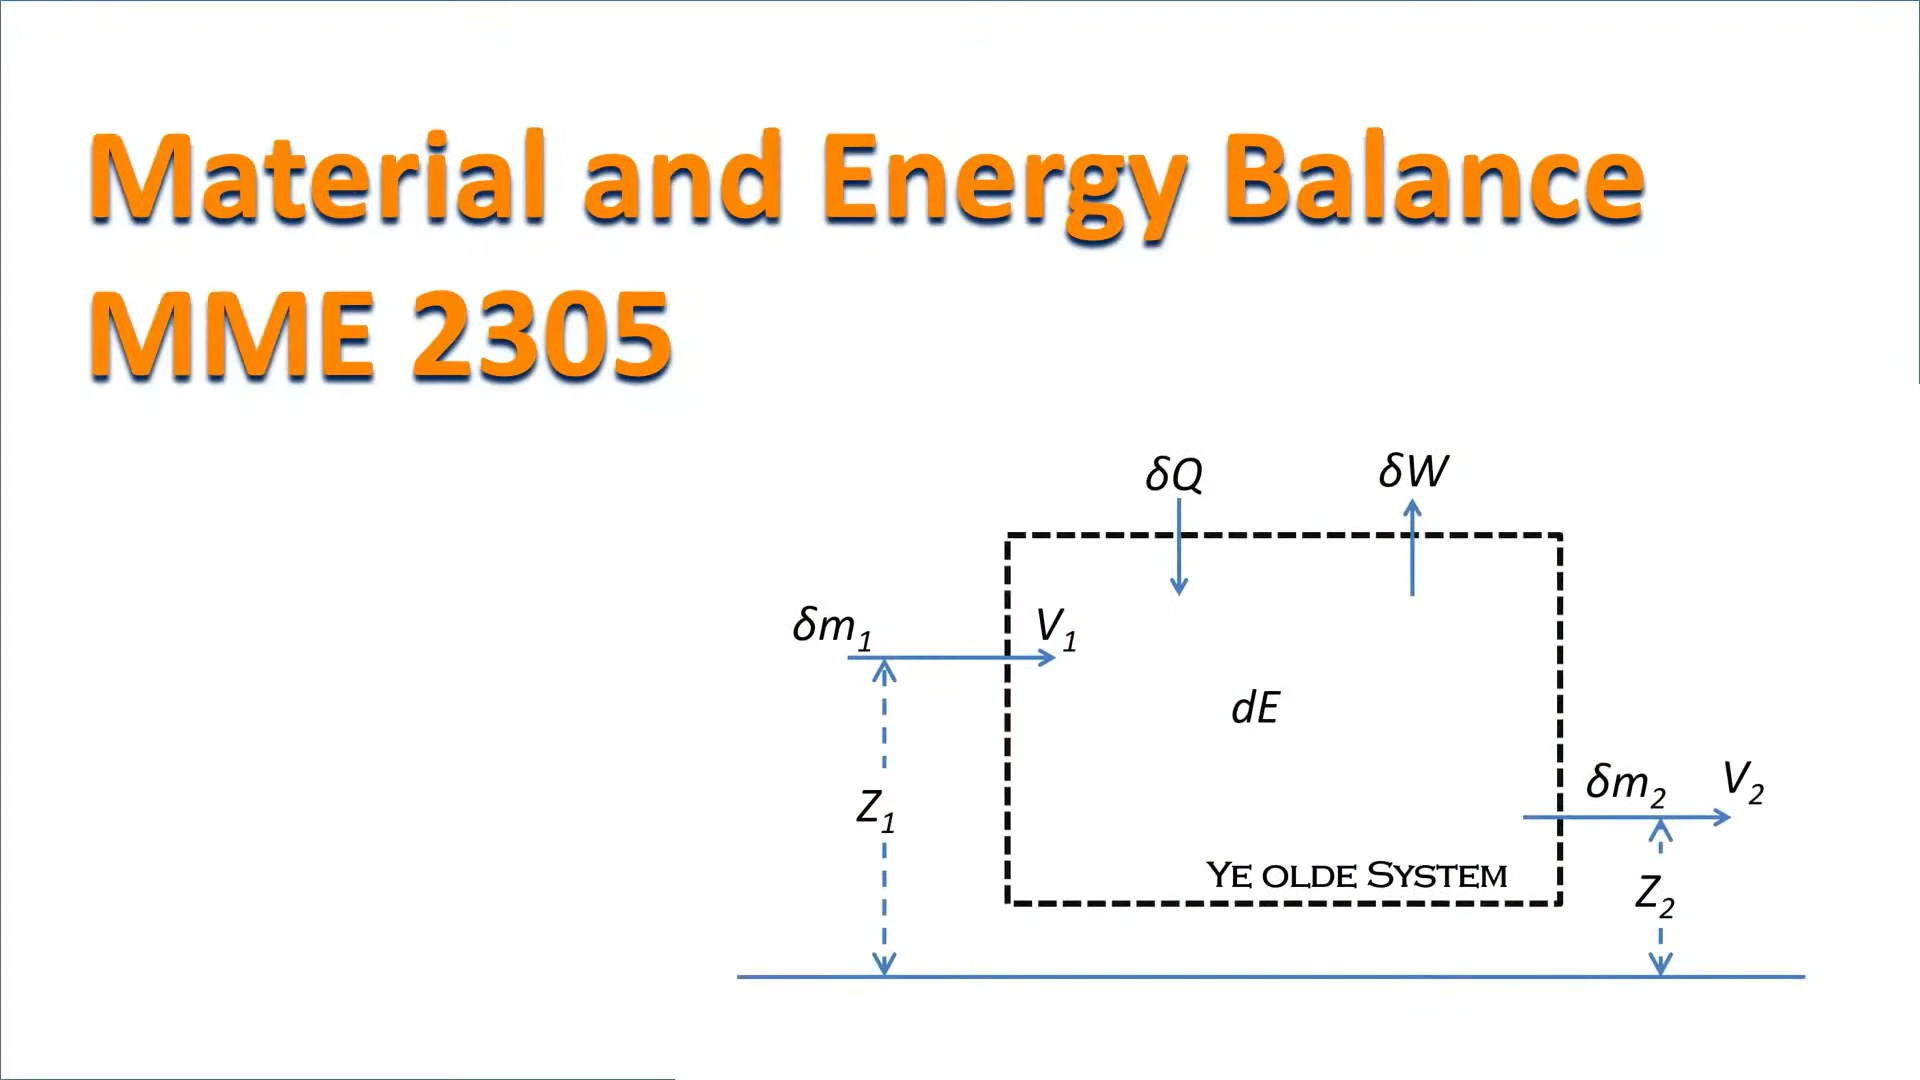 Material and Energy Balance
MME 2305
δQ
δW
δm₁
V₁
dE
δm₂
V₂
Z₁
YE OLDE SYSTEM
Z₂